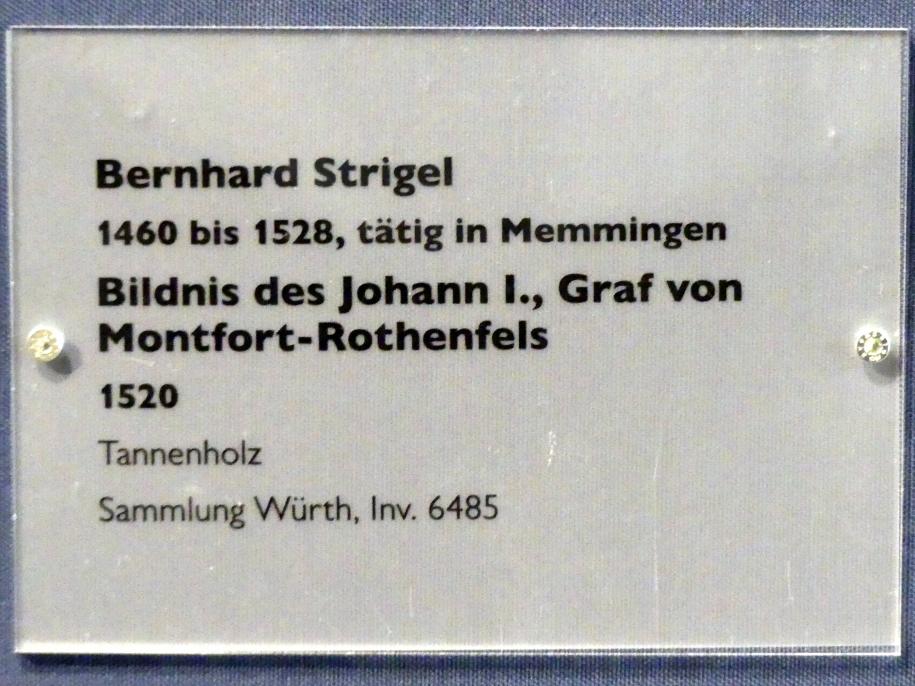 Bernhard Strigel
1460 bis 1528, tätig in Memmingen
Bildnis des Johann I., Graf von
Montfort-Rothenfels
1520
Tannenholz
Sammlung Würth, Inv. 6485